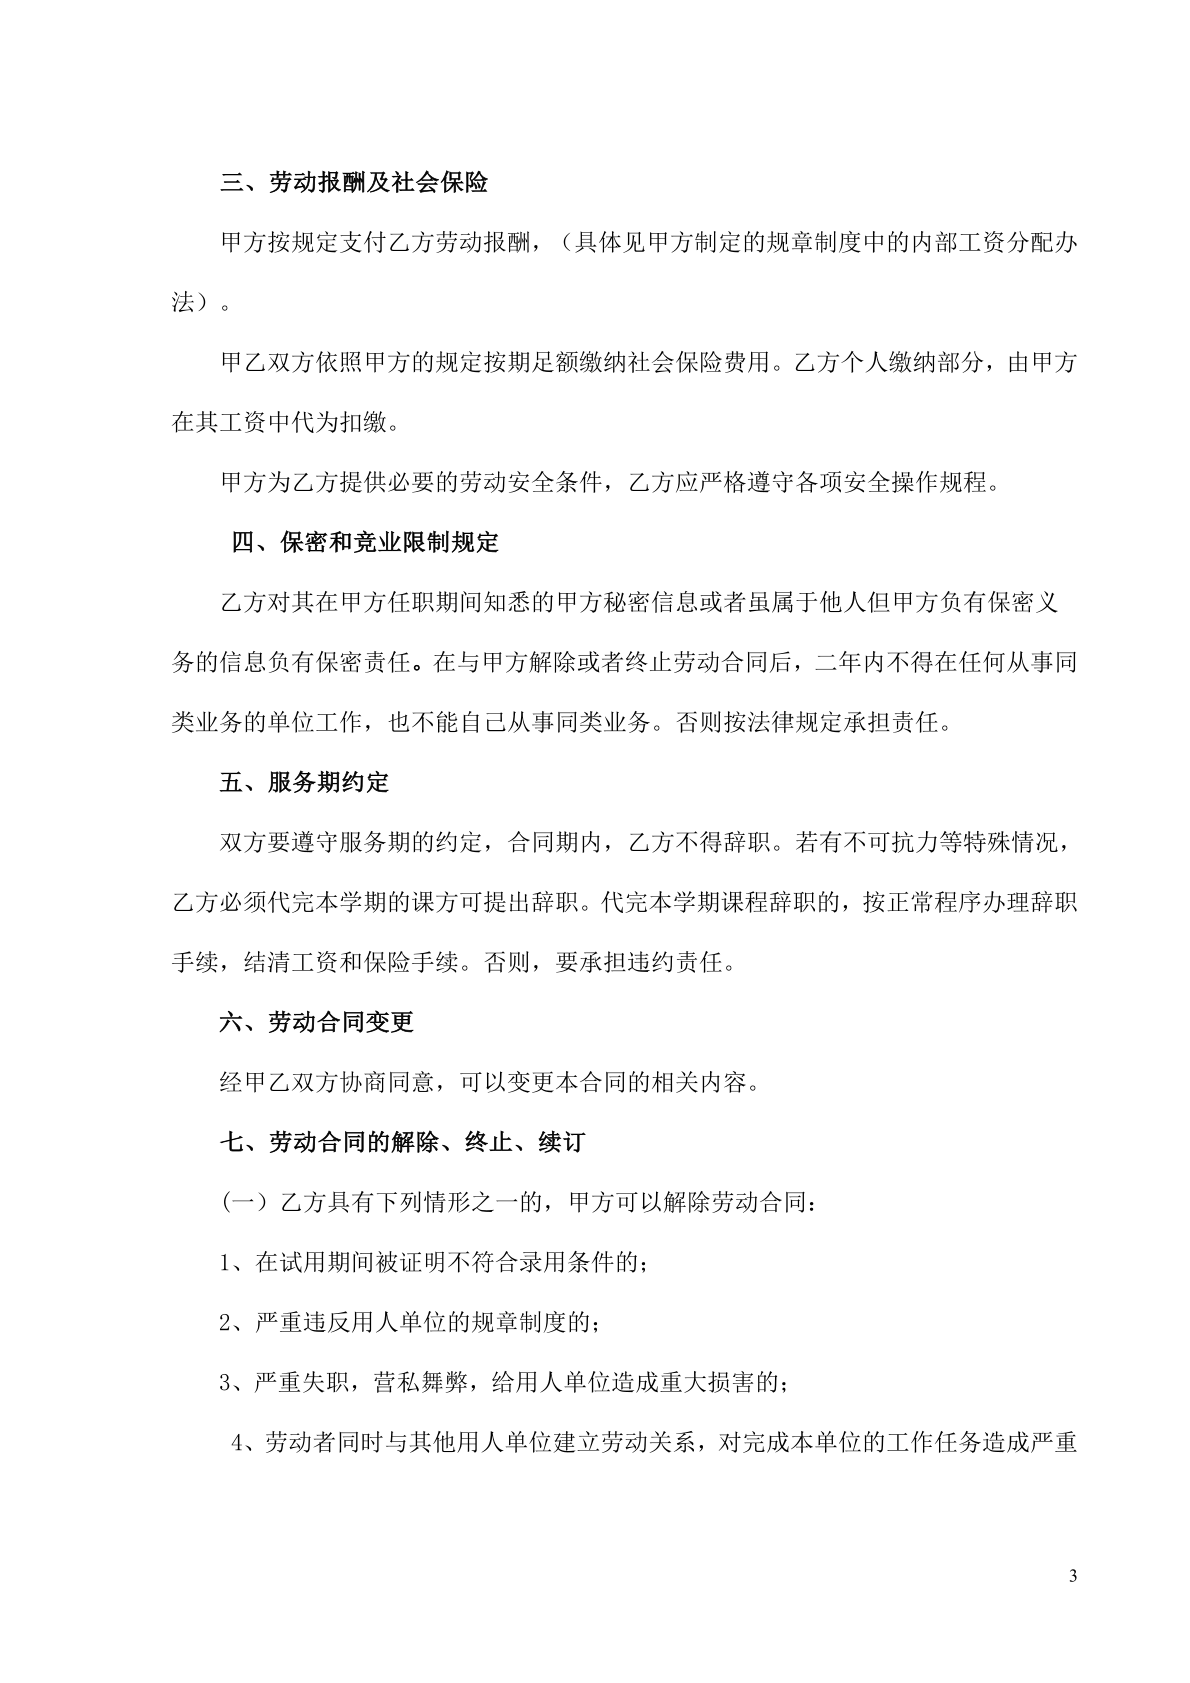 三、劳动报酬及社会保险
甲方按规定支付乙方劳动报酬，（具体见甲方制定的规章制度中的内部工资分配办
法）。
甲乙双方依照甲方的规定按期足额缴纳社会保险费用。乙方个人缴纳部分，由甲方
在其工资中代为扣缴。
甲方为乙方提供必要的劳动安全条件，乙方应严格遵守各项安全操作规程。
四、保密和竞业限制规定
乙方对其在甲方任职期间知悉的甲方秘密信息或者虽属于他人但甲方负有保密义
务的信息负有保密责任。在与甲方解除或者终止劳动合同后，二年内不得在任何从事同
类业务的单位工作，也不能自己从事同类业务。否则按法律规定承担责任。
五、服务期约定
双方要遵守服务期的约定，合同期内，乙方不得辞职。若有不可抗力等特殊情况，
乙方必须代完本学期的课方可提出辞职。代完本学期课程辞职的，按正常程序办理辞职
手续，结清工资和保险手续。否则，要承担违约责任。
六、劳动合同变更
经甲乙双方协商同意，可以变更本合同的相关内容。
七、劳动合同的解除、终止、续订
(一）乙方具有下列情形之一的，甲方可以解除劳动合同：
1、在试用期间被证明不符合录用条件的；
2、严重违反用人单位的规章制度的；
3、严重失职，营私舞弊，给用人单位造成重大损害的；
4、劳动者同时与其他用人单位建立劳动关系，对完成本单位的工作任务造成严重
3